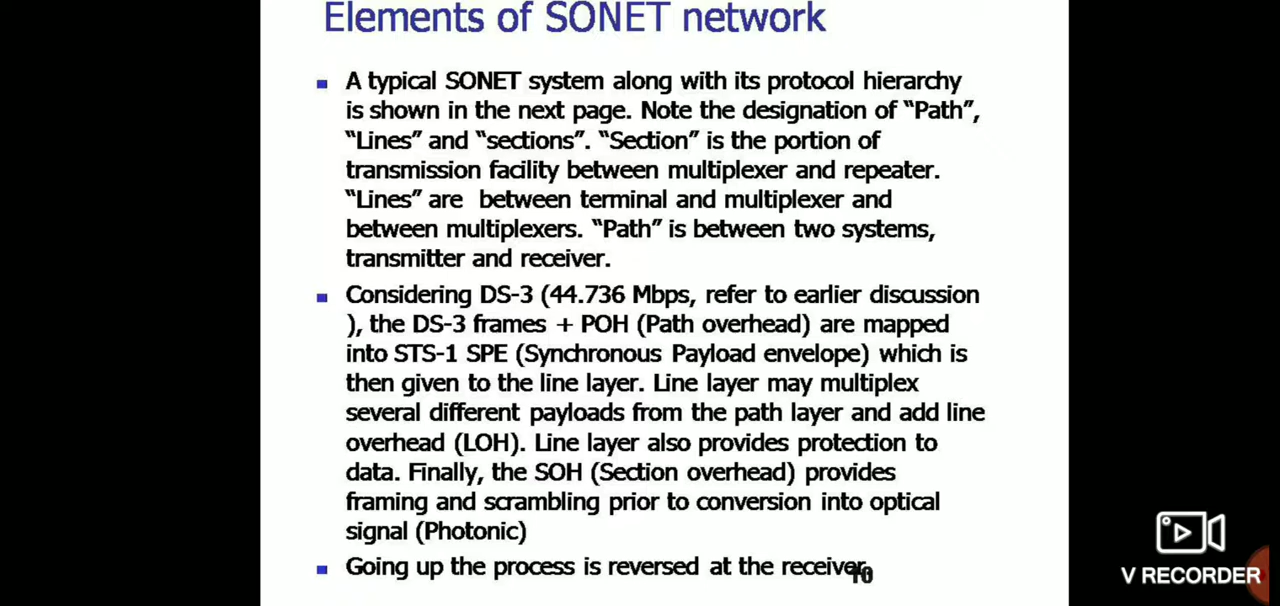 Elements of SONET network
A typical SONET system along with its protocol hierarchy
is shown in the next page. Note the designation of "Path",
"Lines" and "sections". "Section" is the portion of
transmission facility between multiplexer and repeater.
"Lines" are between terminal and multiplexer and
between multiplexers. "Path" is between two systems,
transmitter and receiver.
Considering DS-3 (44.736 Mbps, refer to earlier discussion
), the DS-3 frames + POH (Path overhead) are mapped
into STS-1 SPE (Synchronous Payload envelope) which is
then given to the line layer. Line layer may multiplex
several different payloads from the path layer and add line
overhead (LOH). Line layer also provides protection to
data. Finally, the SOH (Section overhead) provides
framing and scrambling prior to conversion into optical
signal (Photonic)
Going up the process is reversed at the receiver.
10
V RECORDER